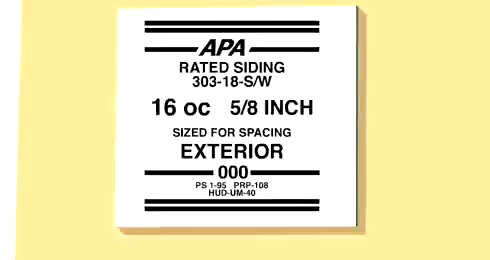 APA
RATED SIDING
303-18-S/W
16 oc 5/8 INCH
SIZED FOR SPACING
EXTERIOR
000
PS 1-95 PRP-108
HUD-UM-40